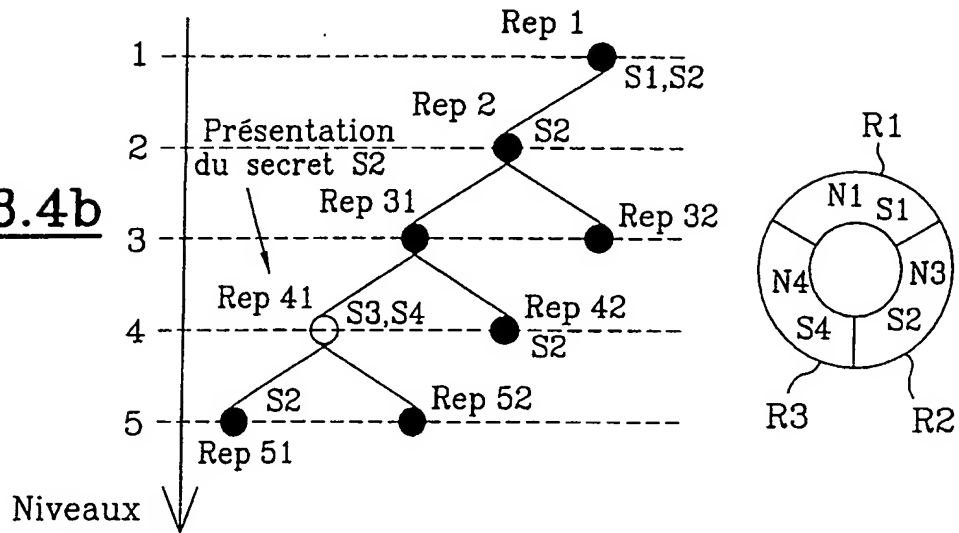 Rep 1
1
S1,S2
Rep 2
S2
2
Présentation
du secret S2
R1
8.4b
Rep 31
Rep 32
3
N1
S1
N3
N4
S2
S4
Rep 41
S3,S4
Rep 42
4
S2
R3
R2
S2
Rep 52
5
Rep 51
Niveaux